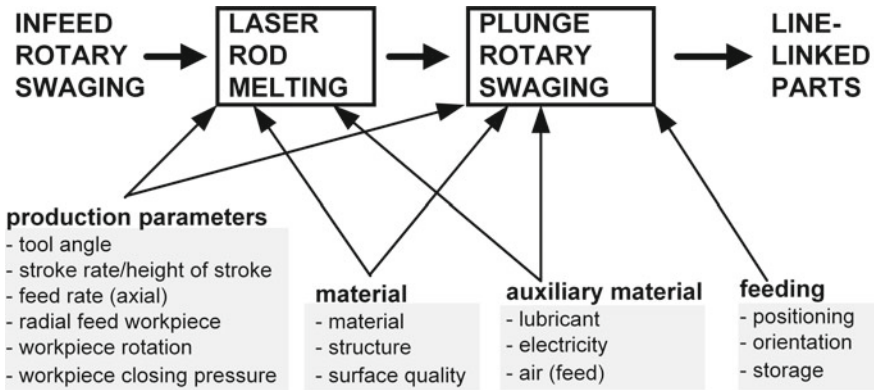 INFEED ROTARY SWAGING
LASER ROD MELTING
PLUNGE ROTARY SWAGING
LINE-LINKED PARTS
production parameters
- tool angle
- stroke rate/height of stroke
- feed rate (axial)
- radial feed workpiece
- workpiece rotation
- workpiece closing pressure
material
- material
- structure
- surface quality
auxiliary material
- lubricant
- electricity
- air (feed)
feeding
- positioning
- orientation
- storage